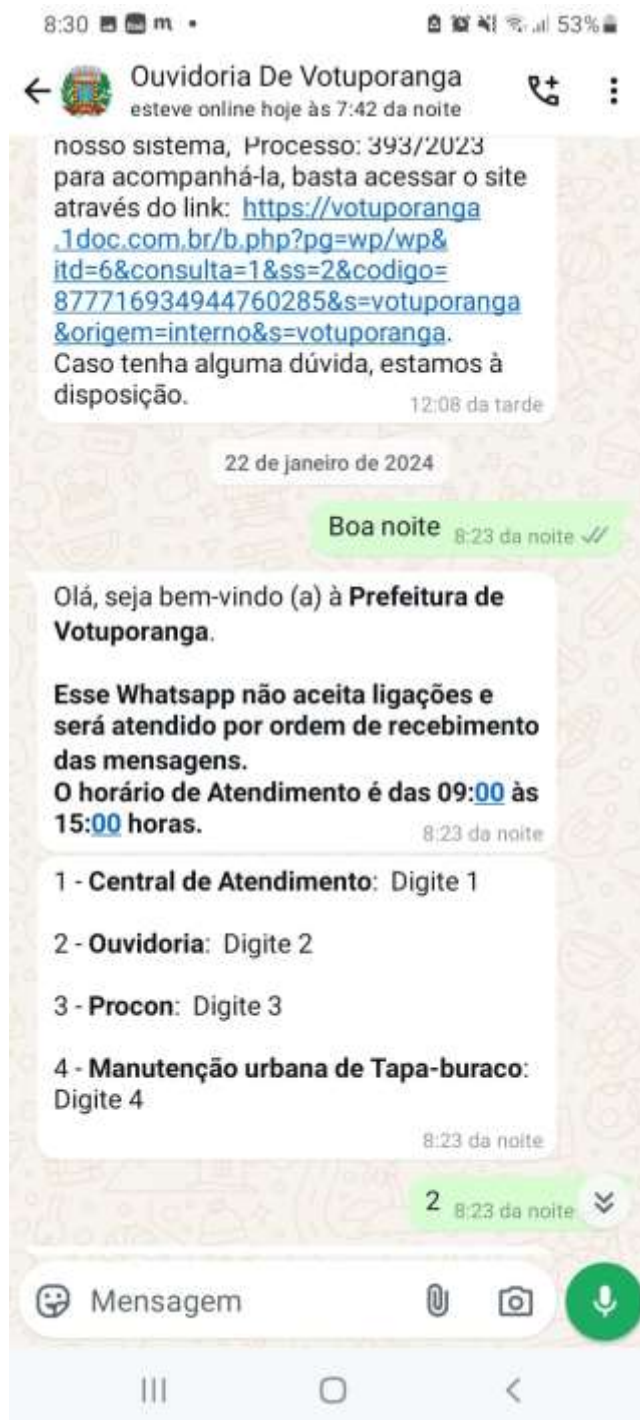 8:30 m
53%
Ouvidoria De Votuporanga
esteve online hoje às 7:42 da noite
nosso sistema, Processo: 393/2023
para acompanhá-la, basta acessar o site
através do link: https://votuporanga
.1doc.com.br/b.php?pg=wp/wp&
itd=6&consulta=1&ss=2&codigo=
877716934944760285&s=votuporanga
&origem=interno&s=votuporanga.
Caso tenha alguma dúvida, estamos à
disposição.
12:08 da tarde
22 de janeiro de 2024
Boa noite 8:23 da noite
Olá, seja bem-vindo (a) à Prefeitura de
Votuporanga.
Esse Whatsapp não aceita ligações e
será atendido por ordem de recebimento
das mensagens.
O horário de Atendimento é das 09:00 às
15:00 horas.
8:23 da noite
1 - Central de Atendimento: Digite 1
2 - Ouvidoria: Digite 2
3 - Procon: Digite 3
4 - Manutenção urbana de Tapa-buraco:
Digite 4
8:23 da noite
2 8:23 da noite
Mensagem